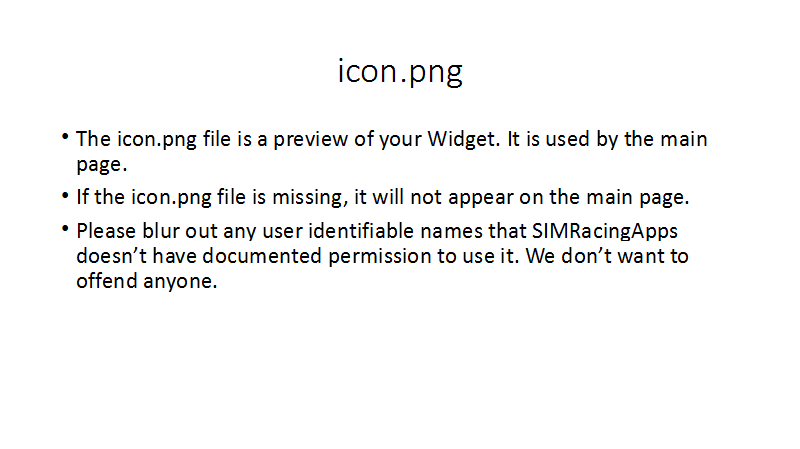 icon.png
• The icon.png file is a preview of your Widget. It is used by the main
page.
• If the icon.png file is missing, it will not appear on the main page.
• Please blur out any user identifiable names that SIMRacingApps
doesn’t have documented permission to use it. We don’t want to
offend anyone.